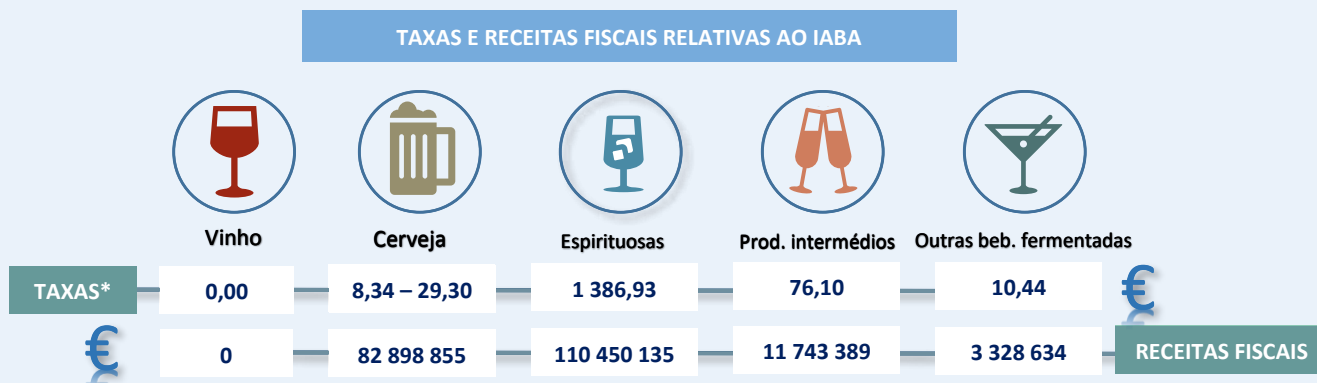 TAXAS E RECEITAS FISCAIS RELATIVAS AO IABA
Vinho Cerveja Espirituosas Prod. intermédios Outras beb. fermentadas
TAXAS* 0,00 8,34 – 29,30 1 386,93 76,10 10,44 €
€ 0 82 898 855 110 450 135 11 743 389 3 328 634 RECEITAS FISCAIS